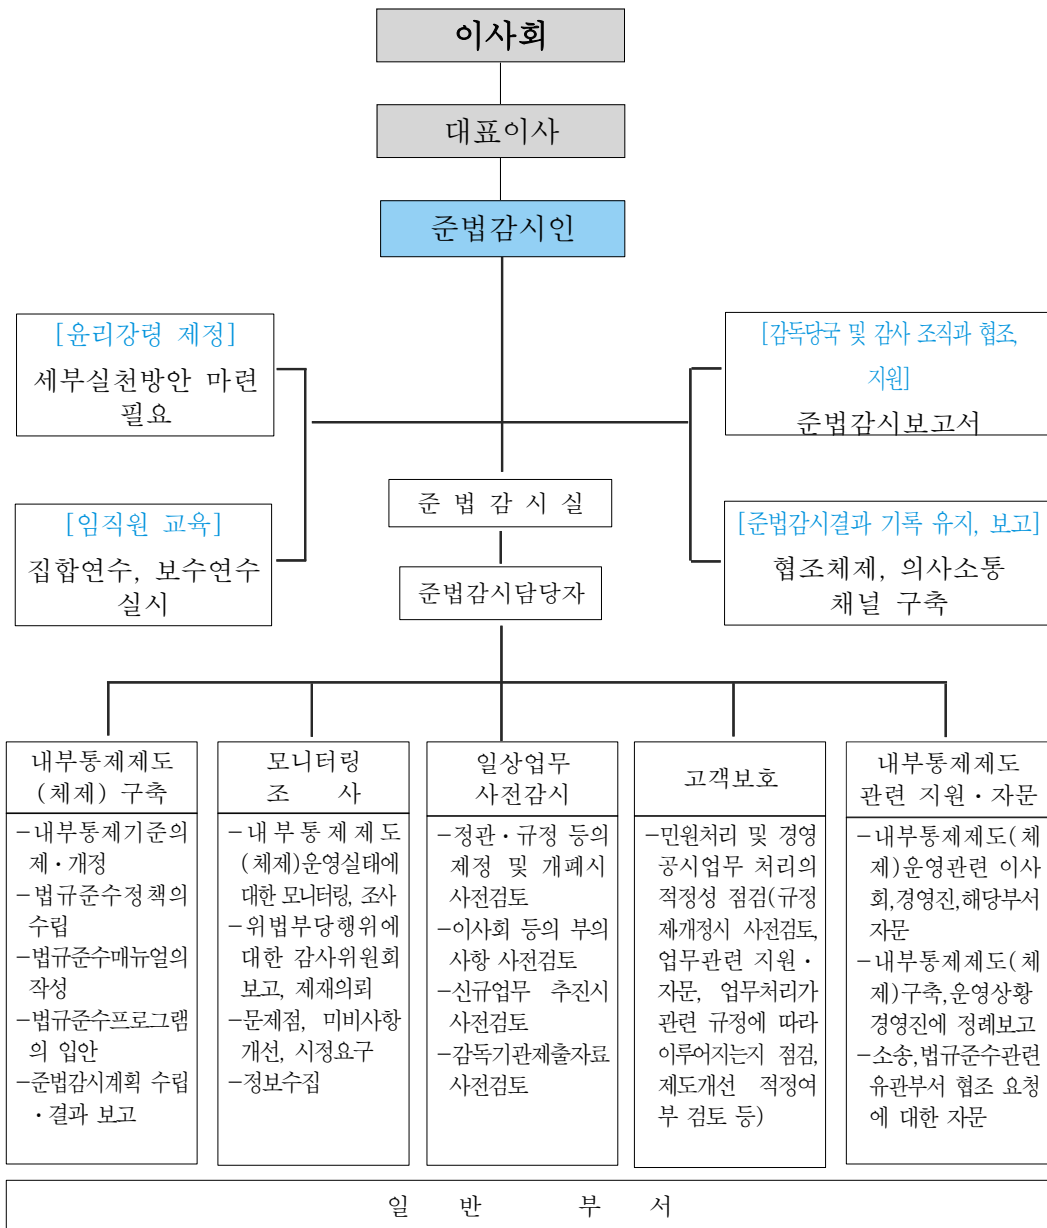 이사회
대표이사
준법감시인
[윤리강령 제정]
세부실천방안 마련
필요
[감독당국 및 감사 조직과 협조,
지원]
준법감시보고서
준 법 감 시 실
[임직원 교육]
집합연수, 보수연수
실시
[준법감시결과 기록 유지, 보고]
협조체제, 의사소통
채널 구축
준법감시담당자
내부통제제도
(체제) 구축
-내부통제기준의
제·개정
-법규준수정책의
수립
-법규준수매뉴얼의
작성
-법규준수프로그램
의 입안
-준법감시계획 수립
·결과 보고
모니터링
조 사
-내부통제제도
(체제)운영실태에
대한 모니터링, 조사
-위법부당행위에
대한 감사위원회
보고, 제재의뢰
-문제점, 미비사항
개선, 시정요구
-정보수집
일상업무
사전감시
-정관·규정 등의
제정 및 개폐시
사전검토
-이사회 등의 부의
사항 사전검토
-신규업무 추진시
사전검토
-감독기관제출자료
사전검토
고객보호
-민원처리 및 경영
공시업무 처리의
적정성 점검(규정
재·개정시 사전검토,
업무관련 지원·
자문, 업무처리가
관련 규정에 따라
이루어지는지 점검,
제도개선 적정여
부 검토 등)
내부통제제도
관련 지원·자문
-내부통제제도(체
제)운영관련 이사
회,경영진,해당부서
자문
-내부통제제도(체
제)구축,운영상황
경영진에 정례보고
-소송,법규준수관련
유관부서 협조 요청
에 대한 자문
일 반 부 서